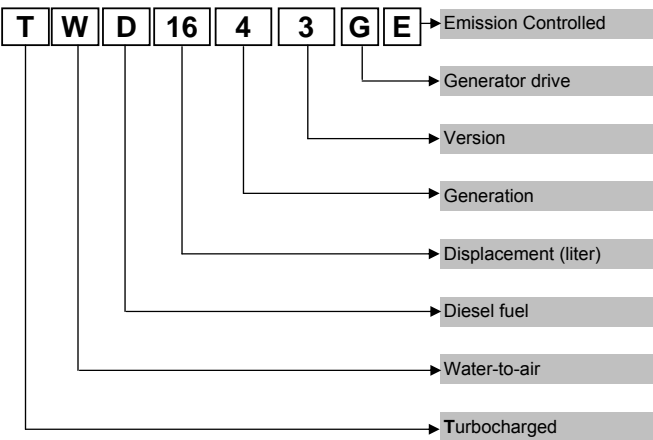 T W D 16 4 3 G E
Emission Controlled
Generator drive
Version
Generation
Displacement (liter)
Diesel fuel
Water-to-air
Turbocharged